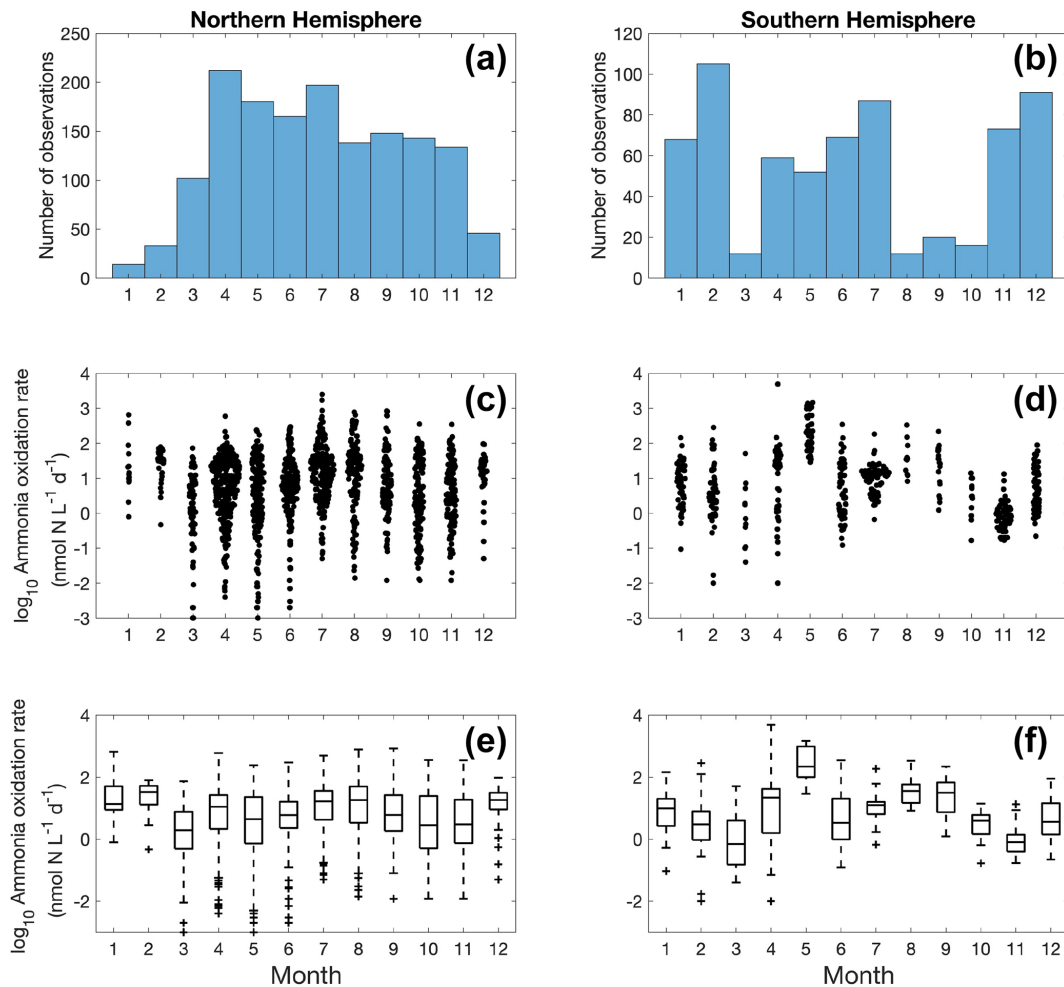 Northern Hemisphere
Southern Hemisphere
(a)
Number of observations
250
200
150
100
50
0
1 2 3 4 5 6 7 8 9 10 11 12
(b)
Number of observations
120
100
80
60
40
20
0
1 2 3 4 5 6 7 8 9 10 11 12
(c)
log10 Ammonia oxidation rate
(nmol N L-1 d-1)
4
3
2
1
0
-1
-2
-3
1 2 3 4 5 6 7 8 9 10 11 12
(d)
4
3
2
1
0
-1
-2
-3
1 2 3 4 5 6 7 8 9 10 11 12
(e)
log10 Ammonia oxidation rate
(nmol N L-1 d-1)
4
2
0
-2
1 2 3 4 5 6 7 8 9 10 11 12
Month
(f)
4
2
0
-2
1 2 3 4 5 6 7 8 9 10 11 12
Month